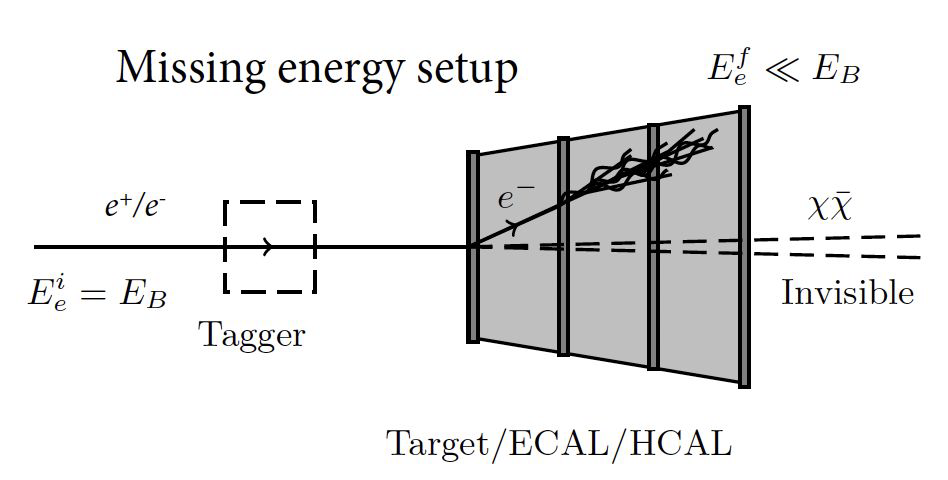 Missing energy setup
E_e^f ≪ E_B
e⁺/e⁻
e⁻
χχ̄
E_e^i = E_B
Invisible
Tagger
Target/ECAL/HCAL